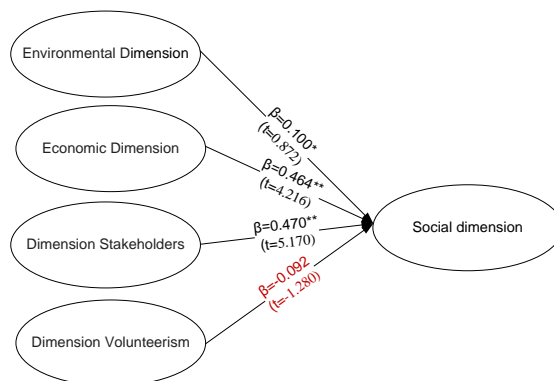 Environmental Dimension
β=0.100*
(t=0.872)
Economic Dimension
β=0.464**
(t=4.216)
Social dimension
β=0.470**
(t=5.170)
Dimension Stakeholders
β=-0.092
(t=-1.280)
Dimension Volunteerism